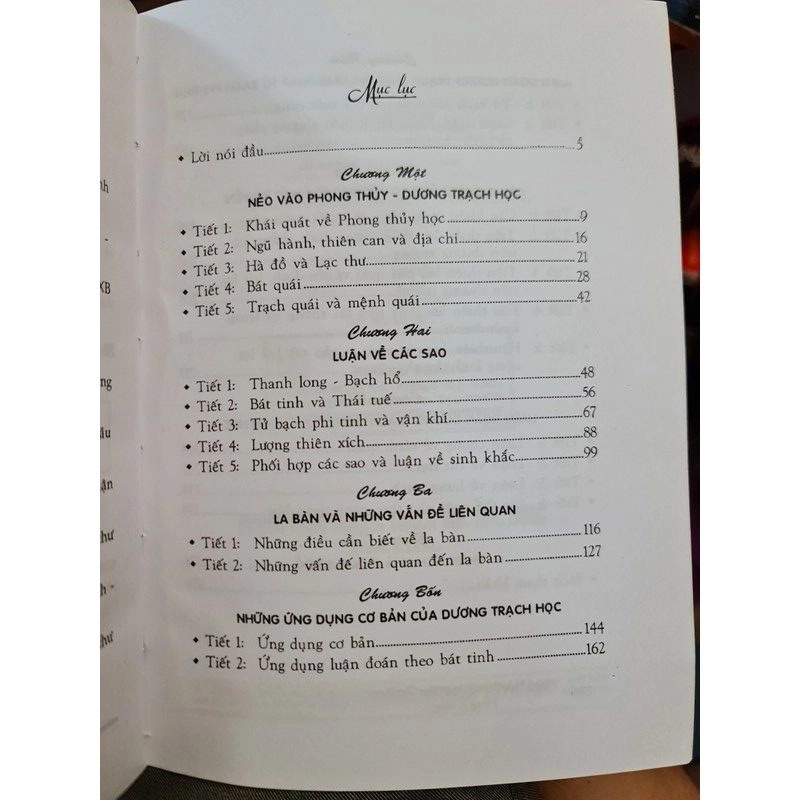 Mục lục
• Lời nói đầu 5
Chương Một
NẺO VÀO PHONG THỦY - DƯƠNG TRẠCH HỌC
• Tiết 1: Khái quát về Phong thủy học 9
• Tiết 2: Ngũ hành, thiên can và địa chi 16
• Tiết 3: Hà đồ và Lạc thư 21
• Tiết 4: Bát quái 28
• Tiết 5: Trạch quái và mệnh quái 42
Chương Hai
LUẬN VỀ CÁC SAO
• Tiết 1: Thanh long - Bạch hổ 48
• Tiết 2: Bát tinh và Thái tuế 56
• Tiết 3: Tử bạch phi tinh và vận khí 67
• Tiết 4: Lượng thiên xích 88
• Tiết 5: Phối hợp các sao và luận về sinh khắc 99
Chương Ba
LA BÀN VÀ NHỮNG VẤN ĐỀ LIÊN QUAN
• Tiết 1: Những điều cần biết về la bàn 116
• Tiết 2: Những vấn đế liên quan đến la bàn 127
Chương Bốn
NHỮNG ỨNG DỤNG CƠ BẢN CỦA DƯƠNG TRẠCH HỌC
• Tiết 1: Ứng dụng cơ bản 144
• Tiết 2: Ứng dụng luận đoán theo bát tinh 162